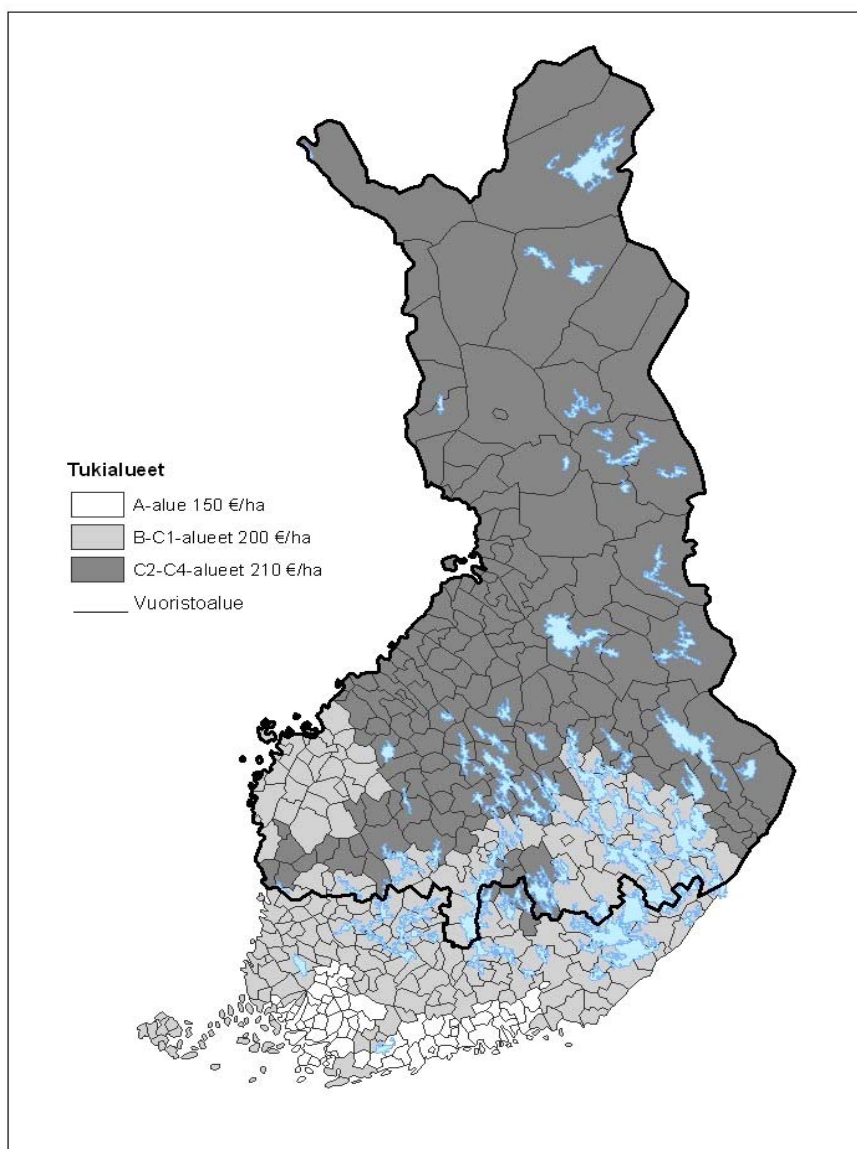 Tukialueet
A-alue 150 €/ha
B-C1-alueet 200 €/ha
C2-C4-alueet 210 €/ha
Vuoristoalue